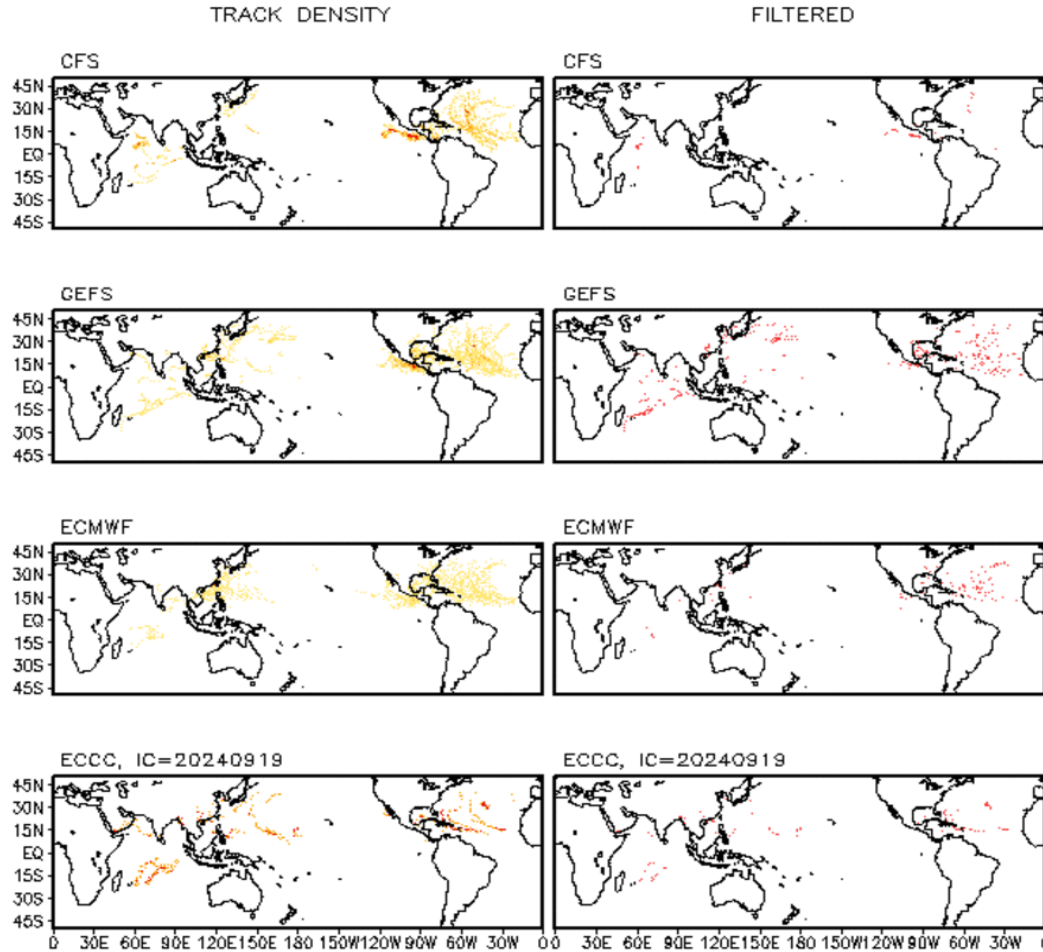 TRACK DENSITY FILTERED
CFS CFS
45N
30N
15N
EQ
15S
30S
45S
GEFS GEFS
45N
30N
15N
EQ
15S
30S
45S
ECMWF ECMWF
45N
30N
15N
EQ
15S
30S
45S
ECCC, IC=20240919 ECCC, IC=20240919
45N
30N
15N
EQ
15S
30S
45S
0 30E 60E 90E 120E 150E 180 150W 120W 90W 60W 30W 0 30E 60E 90E 120E 150E 180 150W 120W 90W 60W 30W